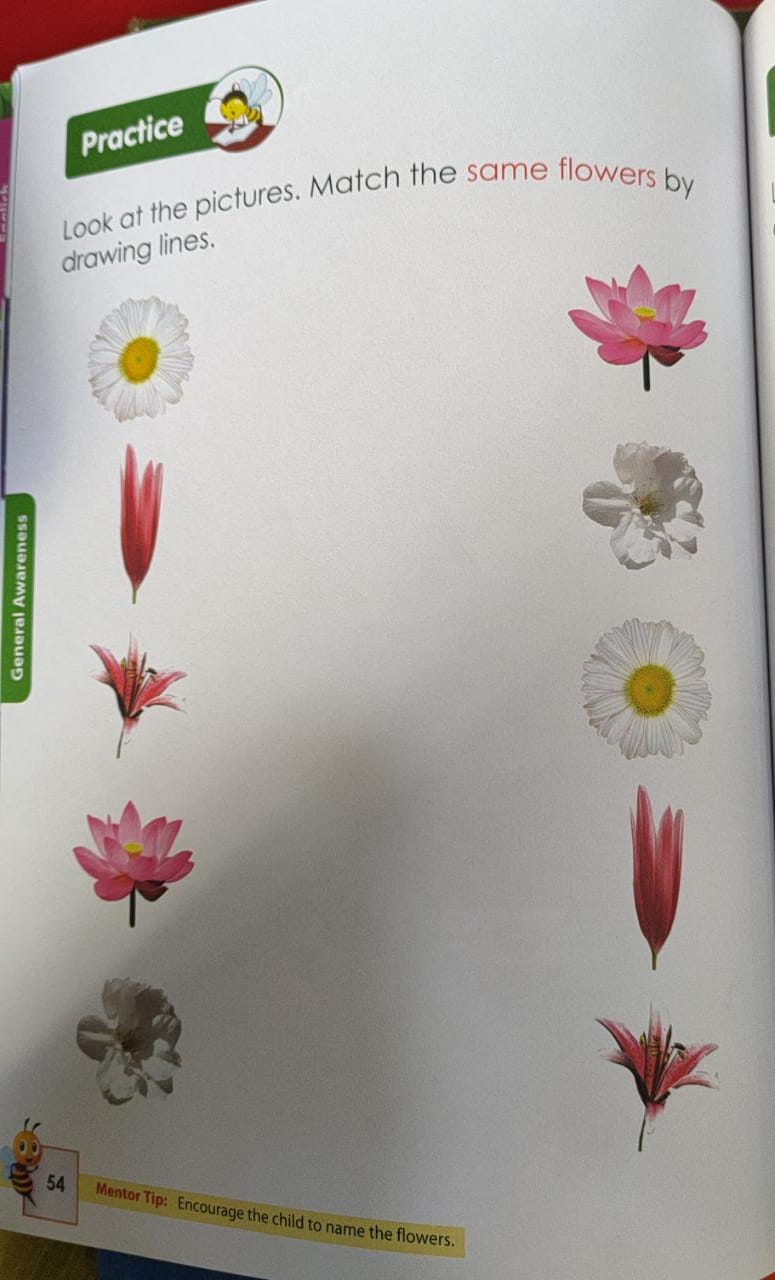 Practice
Look at the pictures. Match the same flowers by
drawing lines.
General Awareness
English
54
Mentor Tip: Encourage the child to name the flowers.